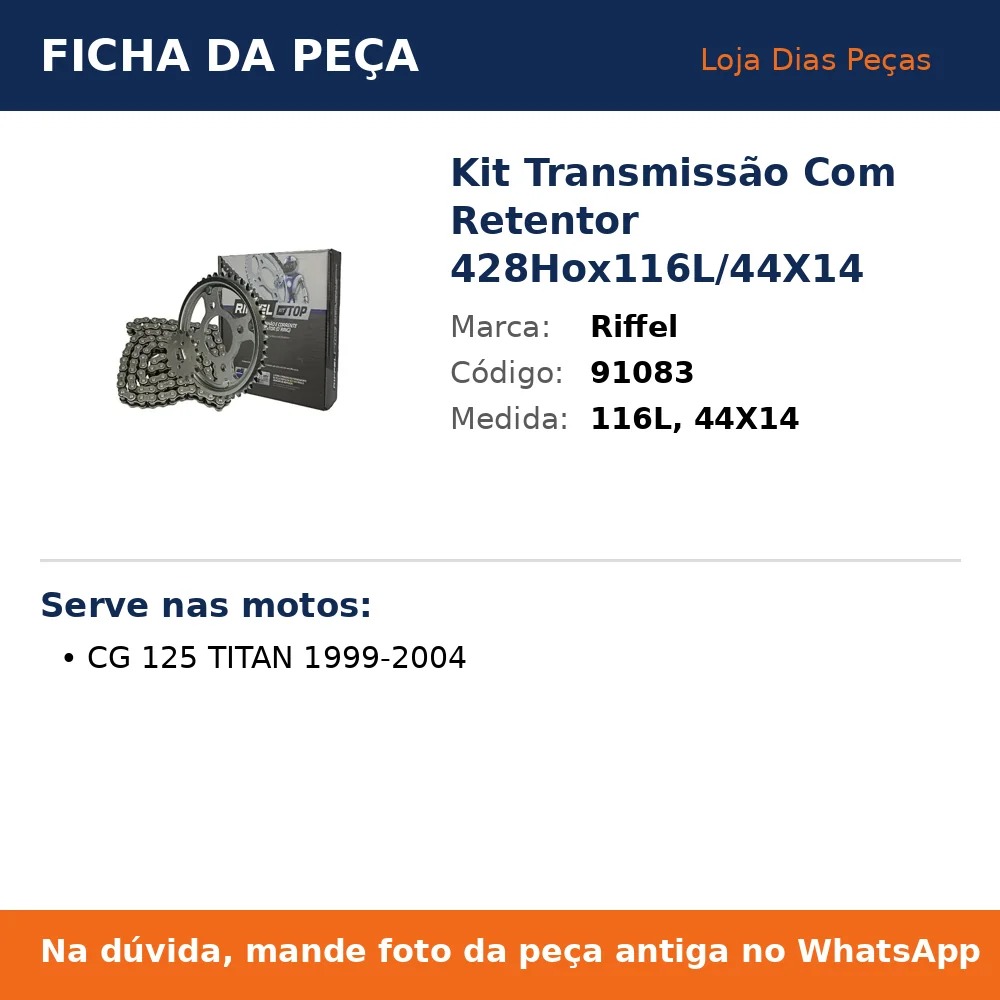 FICHA DA PEÇA
Loja Dias Peças
Kit Transmissão Com
Retentor
428Hox116L/44X14
Marca: Riffel
Código: 91083
Medida: 116L, 44X14
TOP
Serve nas motos:
• CG 125 TITAN 1999-2004
Na dúvida, mande foto da peça antiga no WhatsApp